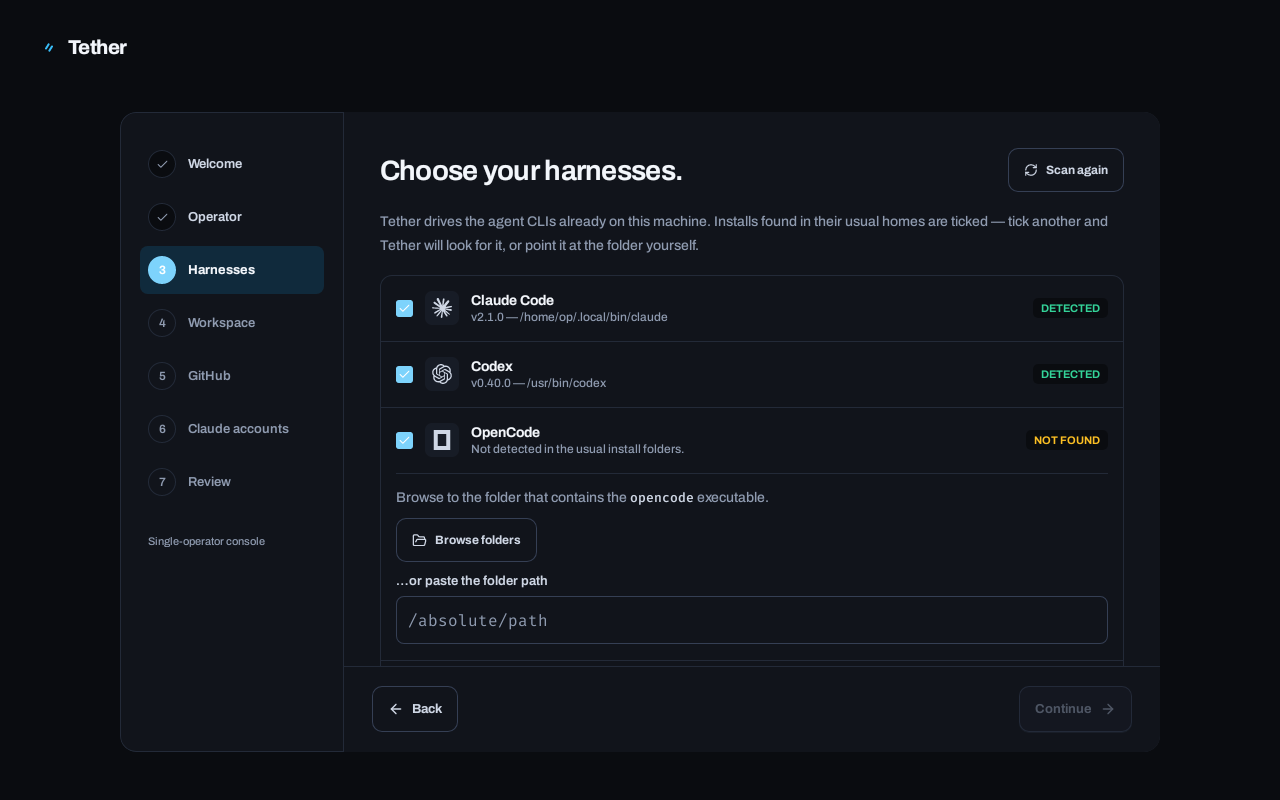 Tether
Welcome
Operator
3 Harnesses
4 Workspace
5 GitHub
6 Claude accounts
7 Review
Single-operator console
Choose your harnesses.
Scan again
Tether drives the agent CLIs already on this machine. Installs found in their usual homes are ticked — tick another and
Tether will look for it, or point it at the folder yourself.
Claude Code
v2.1.0 — /home/op/.local/bin/claude
DETECTED
Codex
v0.40.0 — /usr/bin/codex
DETECTED
OpenCode
Not detected in the usual install folders.
NOT FOUND
Browse to the folder that contains the opencode executable.
Browse folders
…or paste the folder path
/absolute/path
Back
Continue